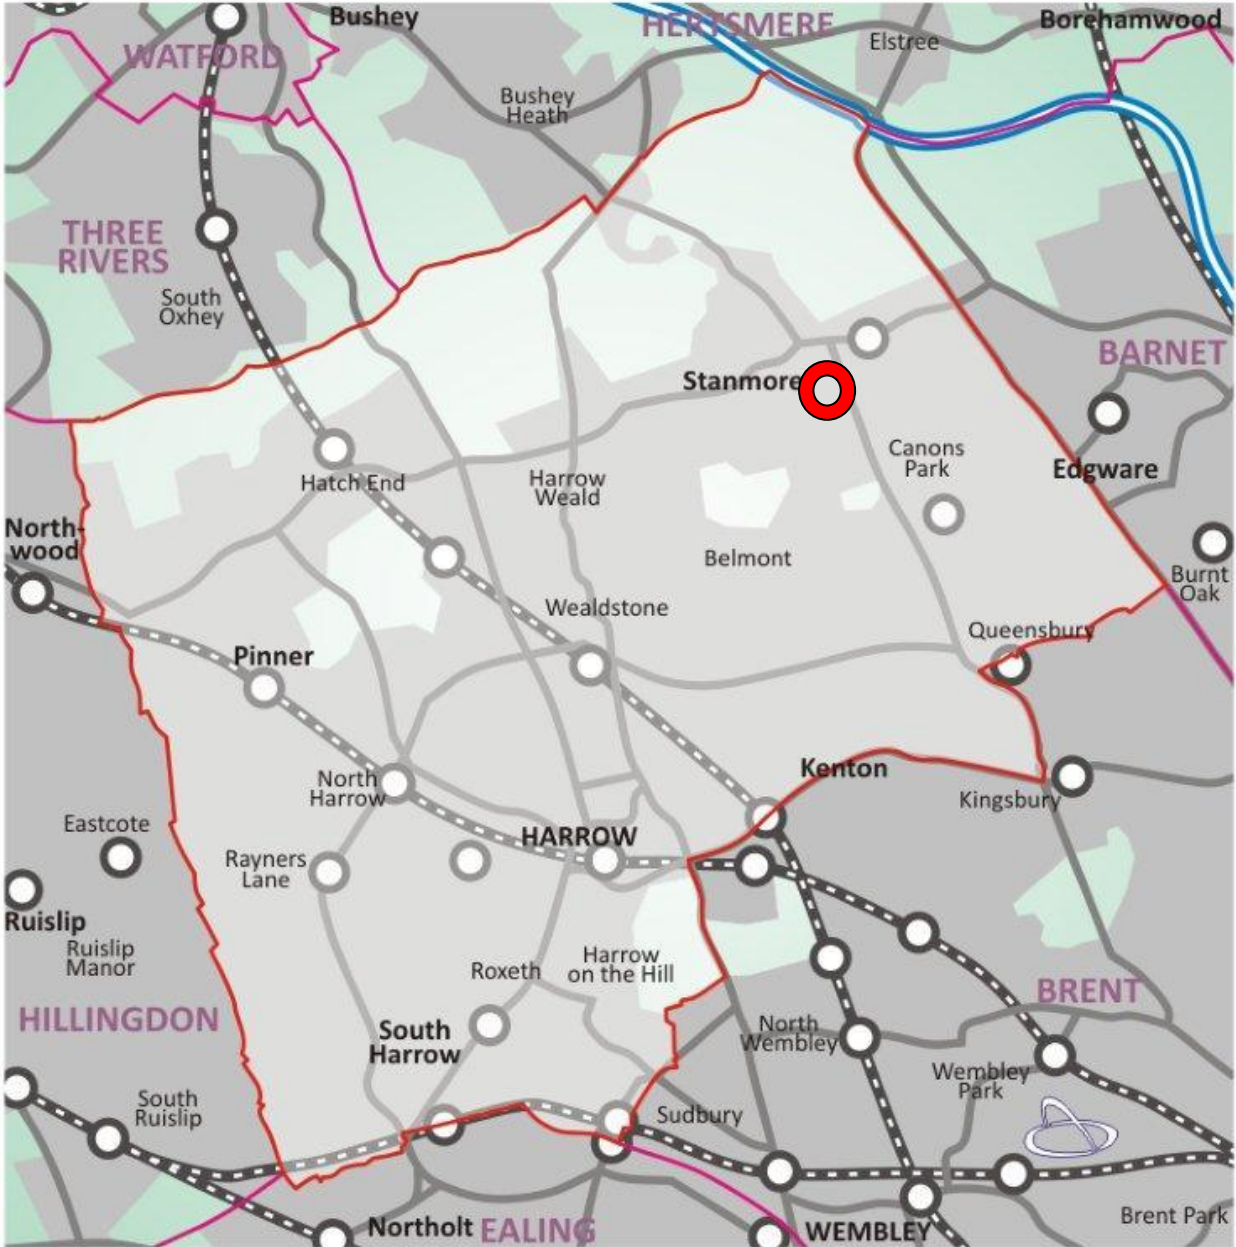 Bushey
HERTSMERE
Borehamwood
WATFORD
Elstree
Bushey
Heath
THREE
RIVERS
South
Oxhey
BARNET
Stanmore
Canons
Park
Edgware
Hatch End
Harrow
Weald
North-
wood
Belmont
Burnt
Oak
Wealdstone
Queensbury
Pinner
North
Harrow
Kenton
Kingsbury
Eastcote
HARROW
Rayners
Lane
Ruislip
Ruislip
Manor
Roxeth
Harrow
on the Hill
HILLINGDON
BRENT
South
Harrow
North
Wembley
Wembley
Park
South
Ruislip
Sudbury
Northolt
EALING
WEMBLEY
Brent Park